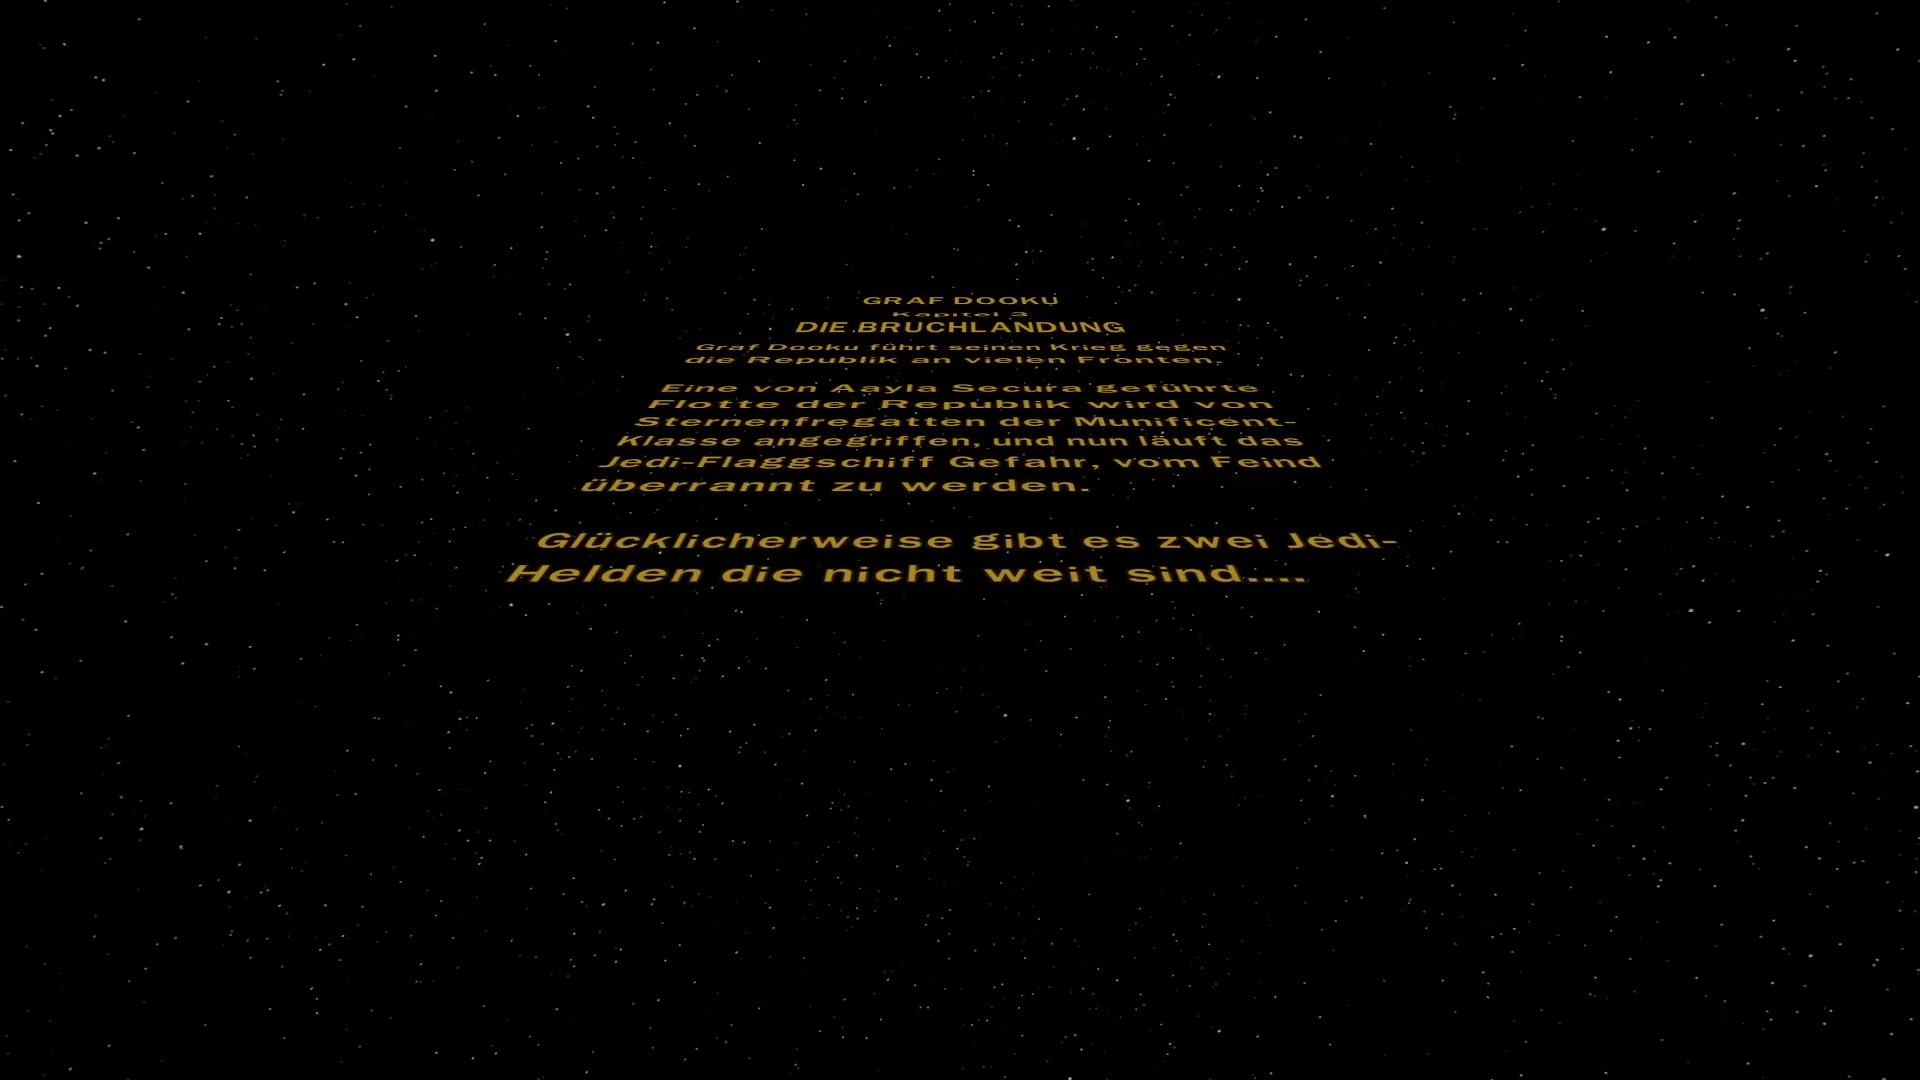 GRAF DOOKU
Kapitel 3
DIE BRUCHLANDUNG
Graf Dooku führt seinen Krieg gegen
die Republik an vielen Fronten.
Eine von Aayla Secura geführte
Flotte der Republik wird von
Sternenfregatten der Munificent-
Klasse angegriffen, und nun läuft das
Jedi-Flaggschiff Gefahr, vom Feind
überrannt zu werden.
Glücklicherweise gibt es zwei Jedi-
Helden die nicht weit sind....